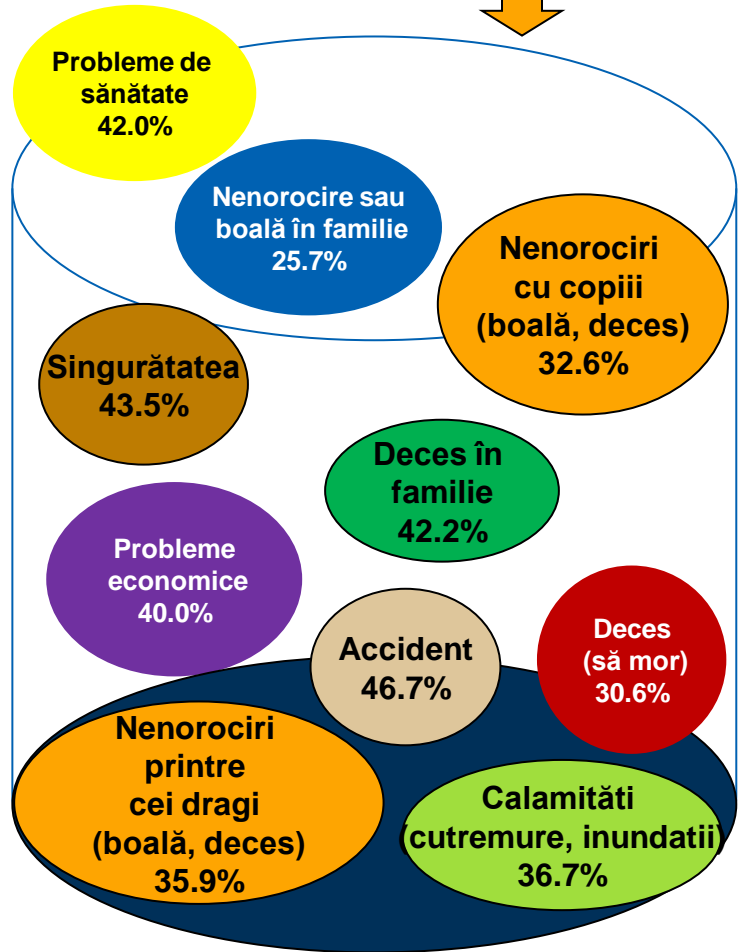 Probleme de
sănătate
42.0%
Nenorocire sau
boală în familie
25.7%
Nenorociri
cu copiii
(boală, deces)
32.6%
Singurătatea
43.5%
Deces în
familie
42.2%
Probleme
economice
40.0%
Accident
46.7%
Deces
(să mor)
30.6%
Nenorociri
printre
cei dragi
(boală, deces)
35.9%
Calamităti
(cutremure, inundatii)
36.7%